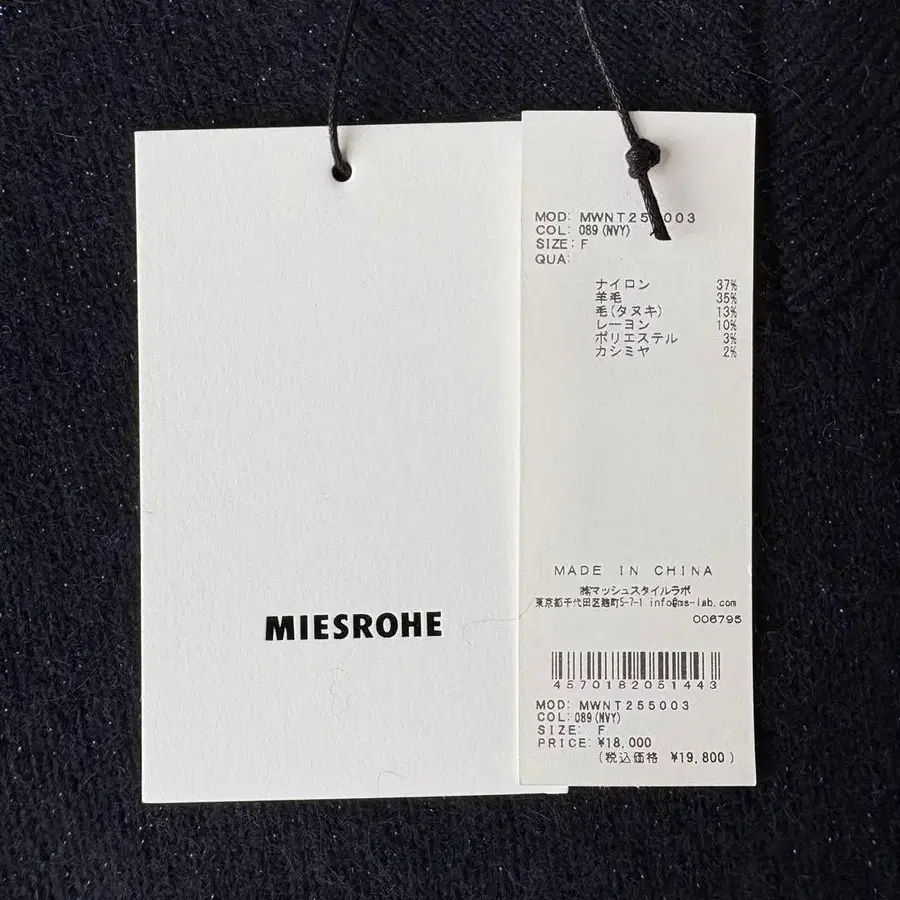 MIESROHE
MOD: MWNT255003
COL: 089(NVY)
SIZE: F
QUA:
ナイロン 37%
羊毛 35%
毛(タヌキ) 13%
レーヨン 10%
ポリエステル 3%
カシミヤ 2%
MADE IN CHINA
㈱マッシュスタイルラボ
東京都千代田区麹町5-7-1 info@ms-lab.com
006795
4570182051443
MOD: MWNT255003
COL: 089(NVY)
SIZE: F
PRICE: ¥18,000
(税込価格 ¥19,800)